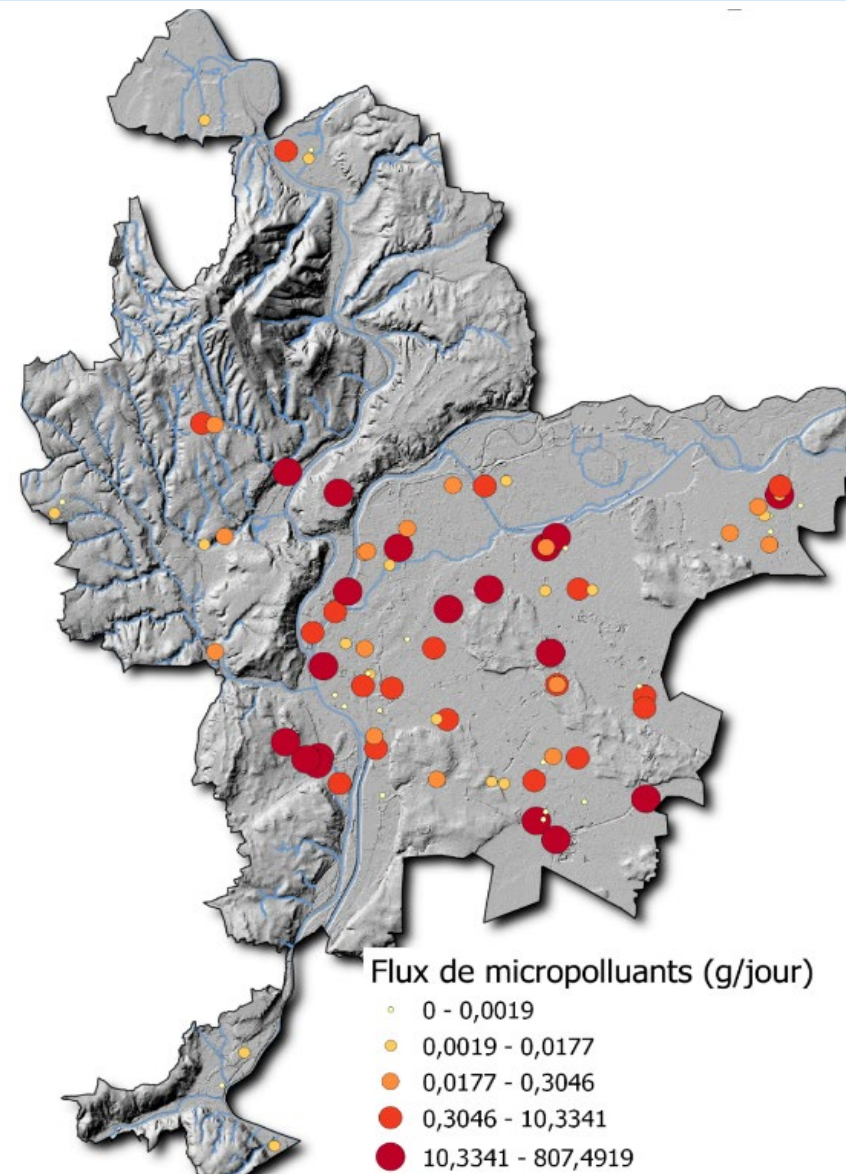 Flux de micropolluants (g/jour)
0 - 0,0019
0,0019 - 0,0177
0,0177 - 0,3046
0,3046 - 10,3341
10,3341 - 807,4919